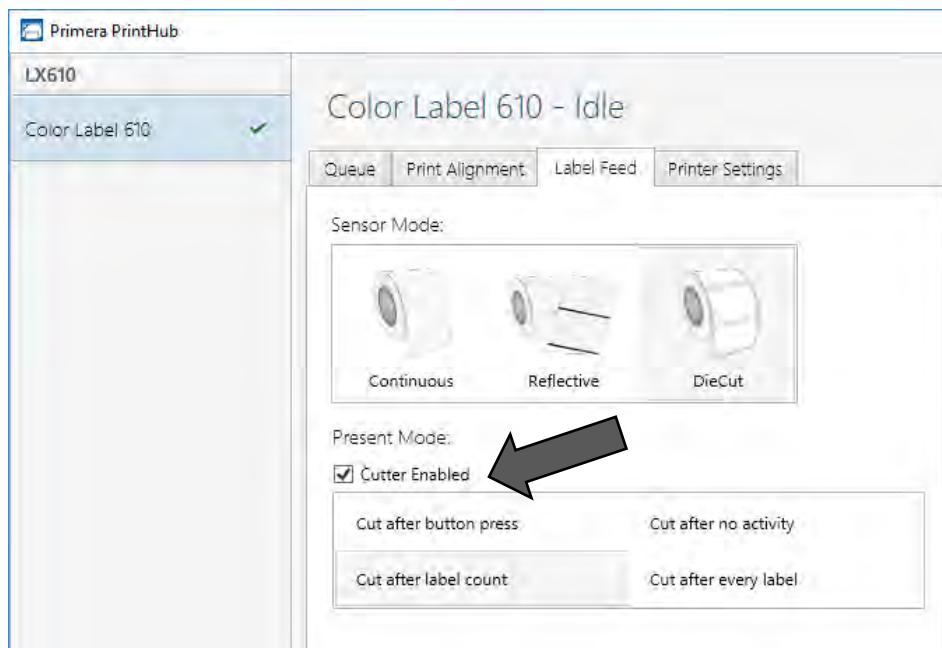 Primera PrintHub
LX610
Color Label 610
Color Label 610 - Idle
Queue Print Alignment Label Feed Printer Settings
Sensor Mode:
Continuous Reflective DieCut
Present Mode:
Cutter Enabled
Cut after button press Cut after no activity
Cut after label count Cut after every label